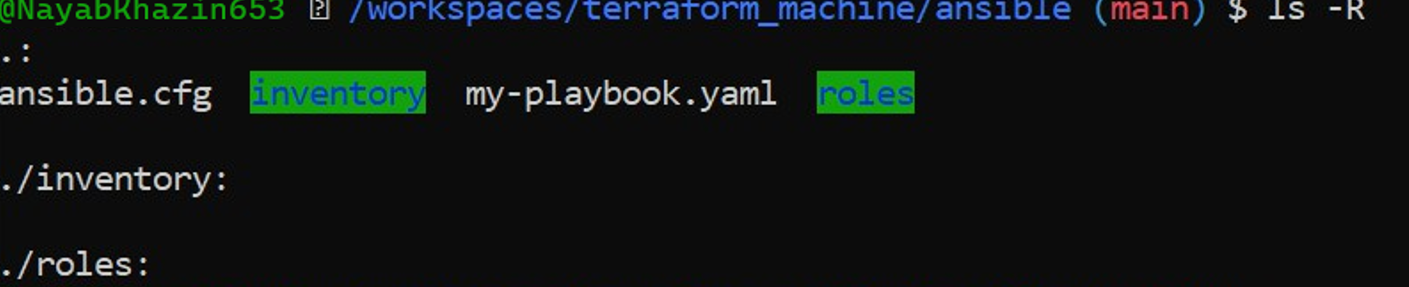 @NayabKhazin653 /workspaces/terraform_machine/ansible (main) $ ls -R
.:
ansible.cfg inventory my-playbook.yaml roles
./inventory:
./roles: